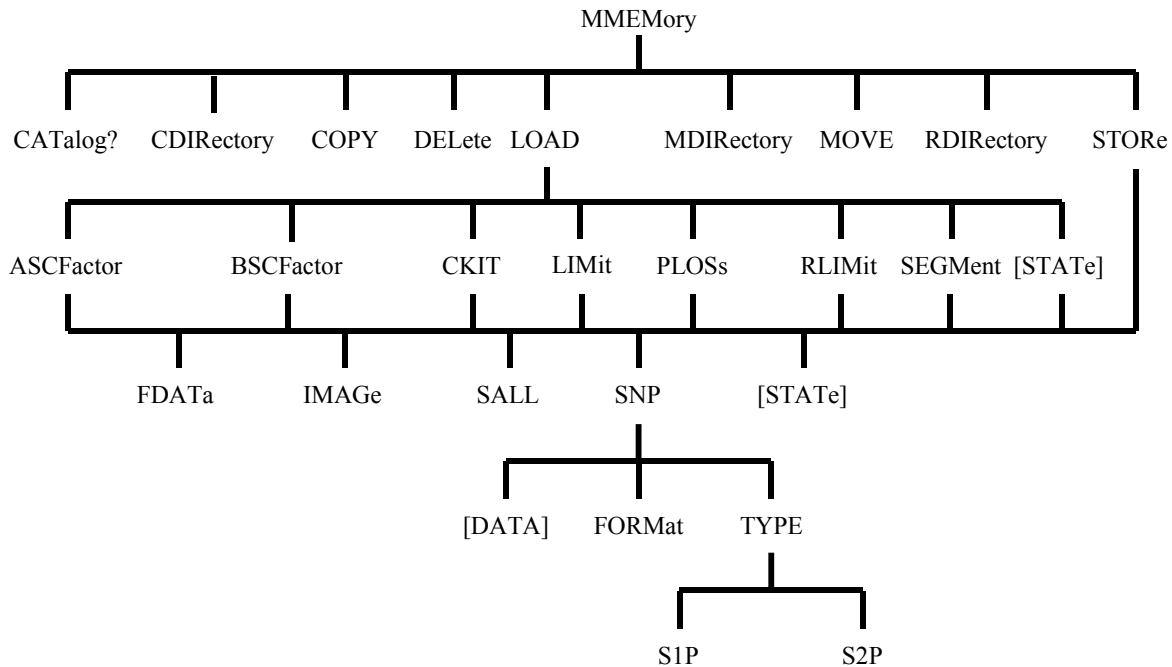 MMEMory
CATalog? CDIRectory COPY DELete LOAD MDIRectory MOVE RDIRectory STORe
ASCFactor BSCFactor CKIT LIMit PLOSs RLIMit SEGMent [STATe]
FDATa IMAGe SALL SNP [STATe]
[DATA] FORMat TYPE
S1P S2P